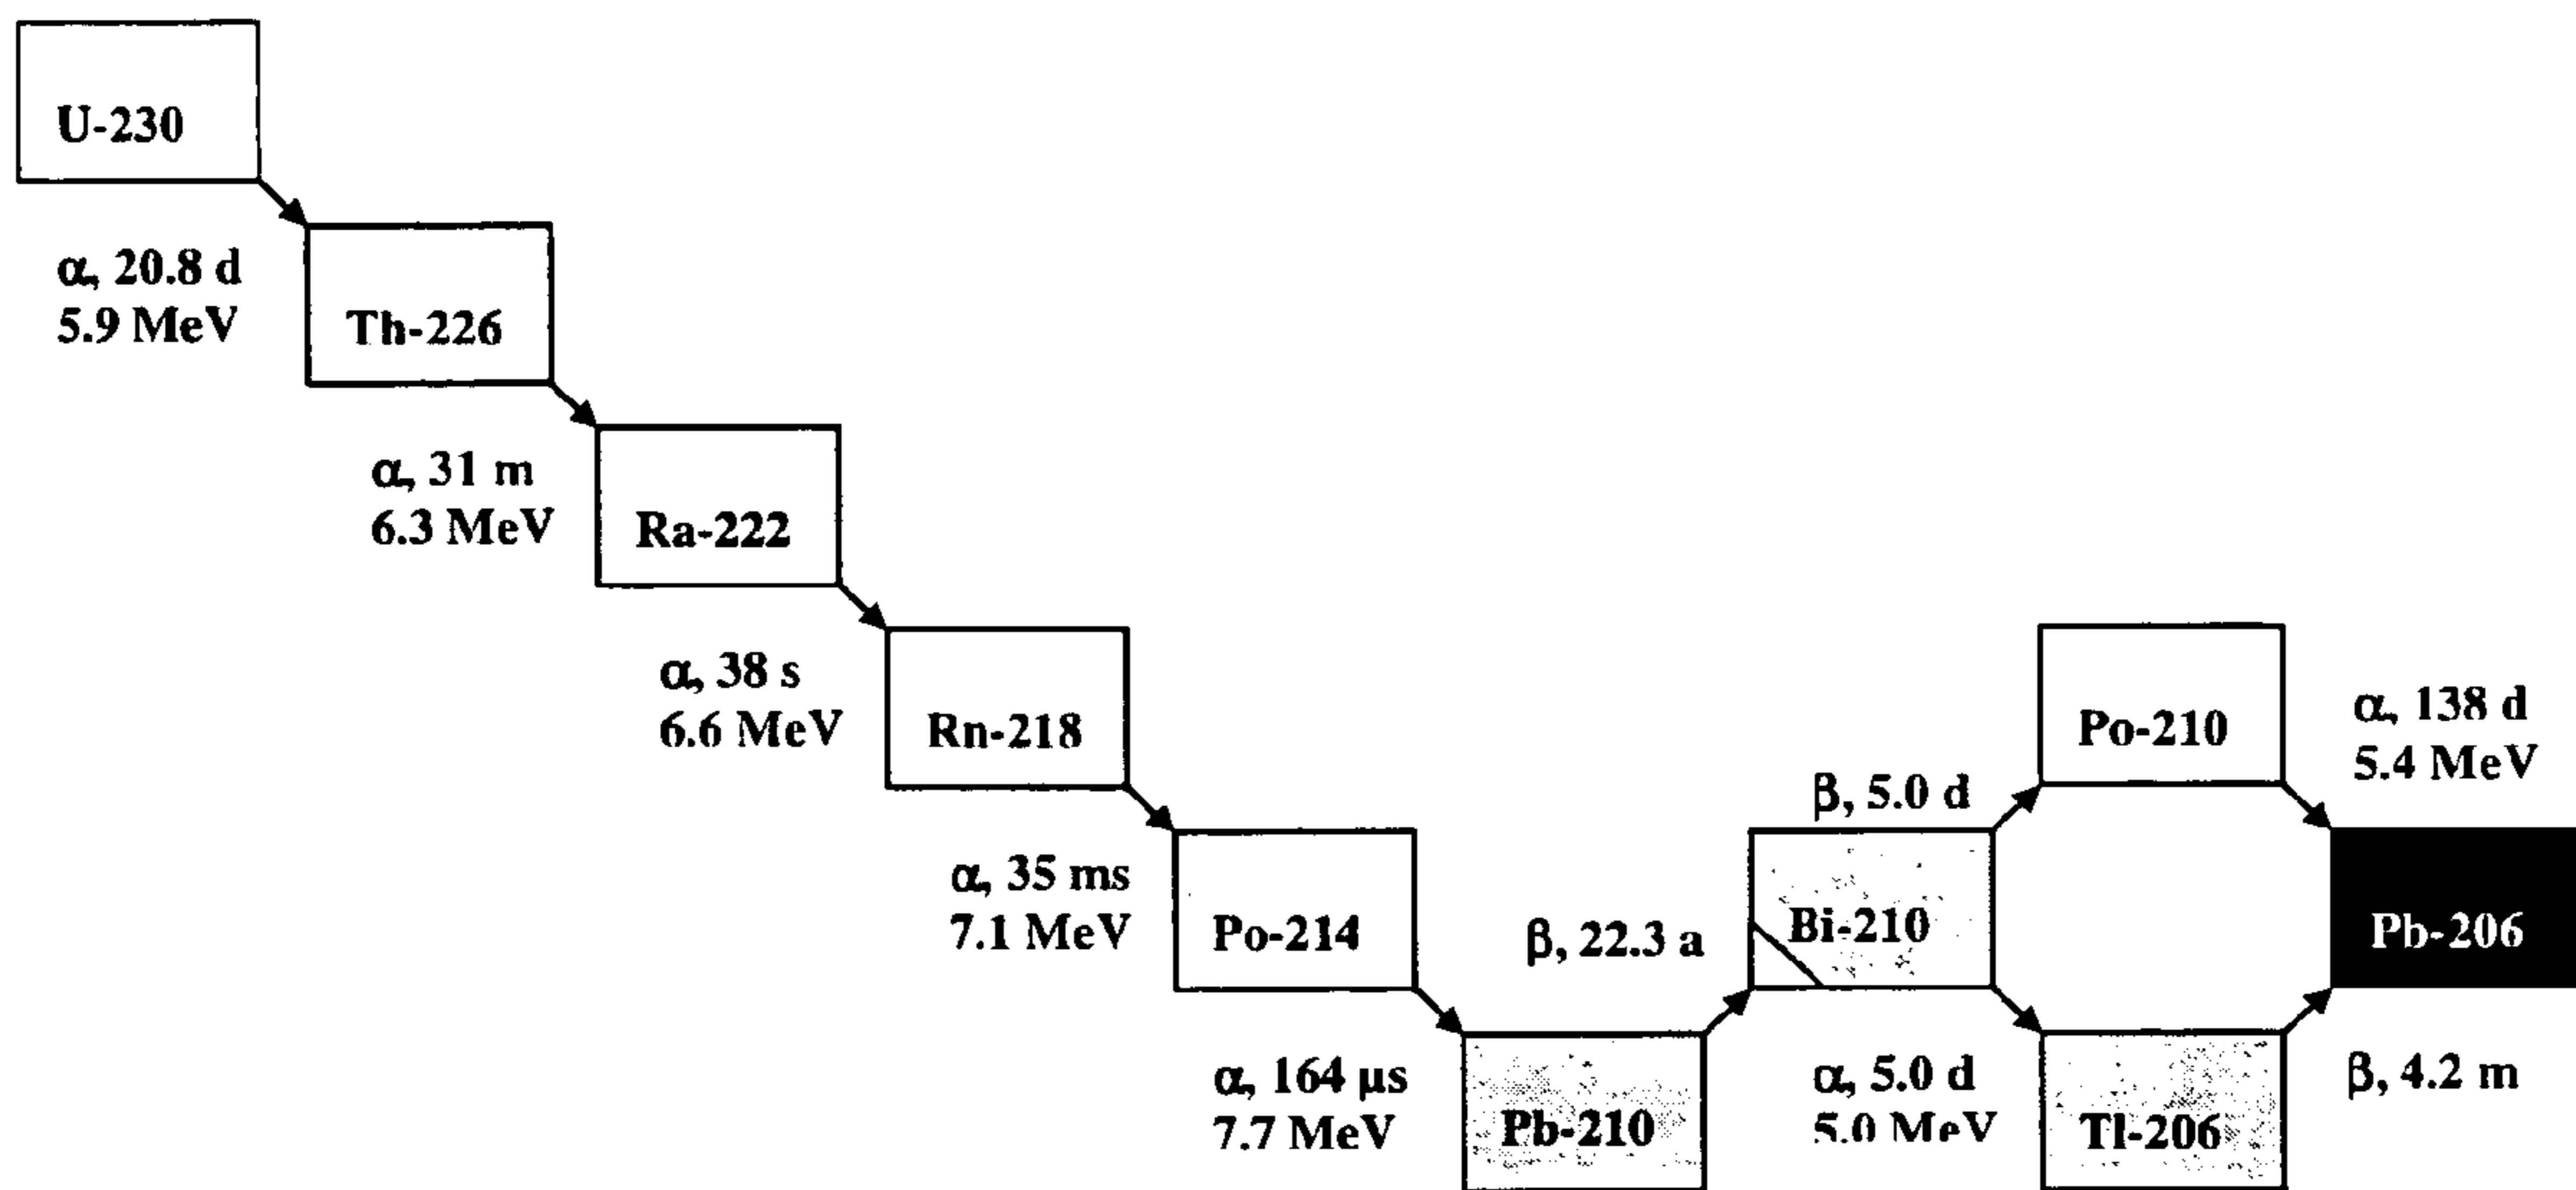 U-230
α, 20.8 d
5.9 MeV
Th-226
α, 31 m
6.3 MeV
Ra-222
α, 38 s
6.6 MeV
Rn-218
α, 35 ms
7.1 MeV
Po-214
α, 164 μs
7.7 MeV
Pb-210
β, 22.3 a
Bi-210
β, 5.0 d
Po-210
α, 138 d
5.4 MeV
α, 5.0 d
5.0 MeV
Tl-206
β, 4.2 m
Pb-206